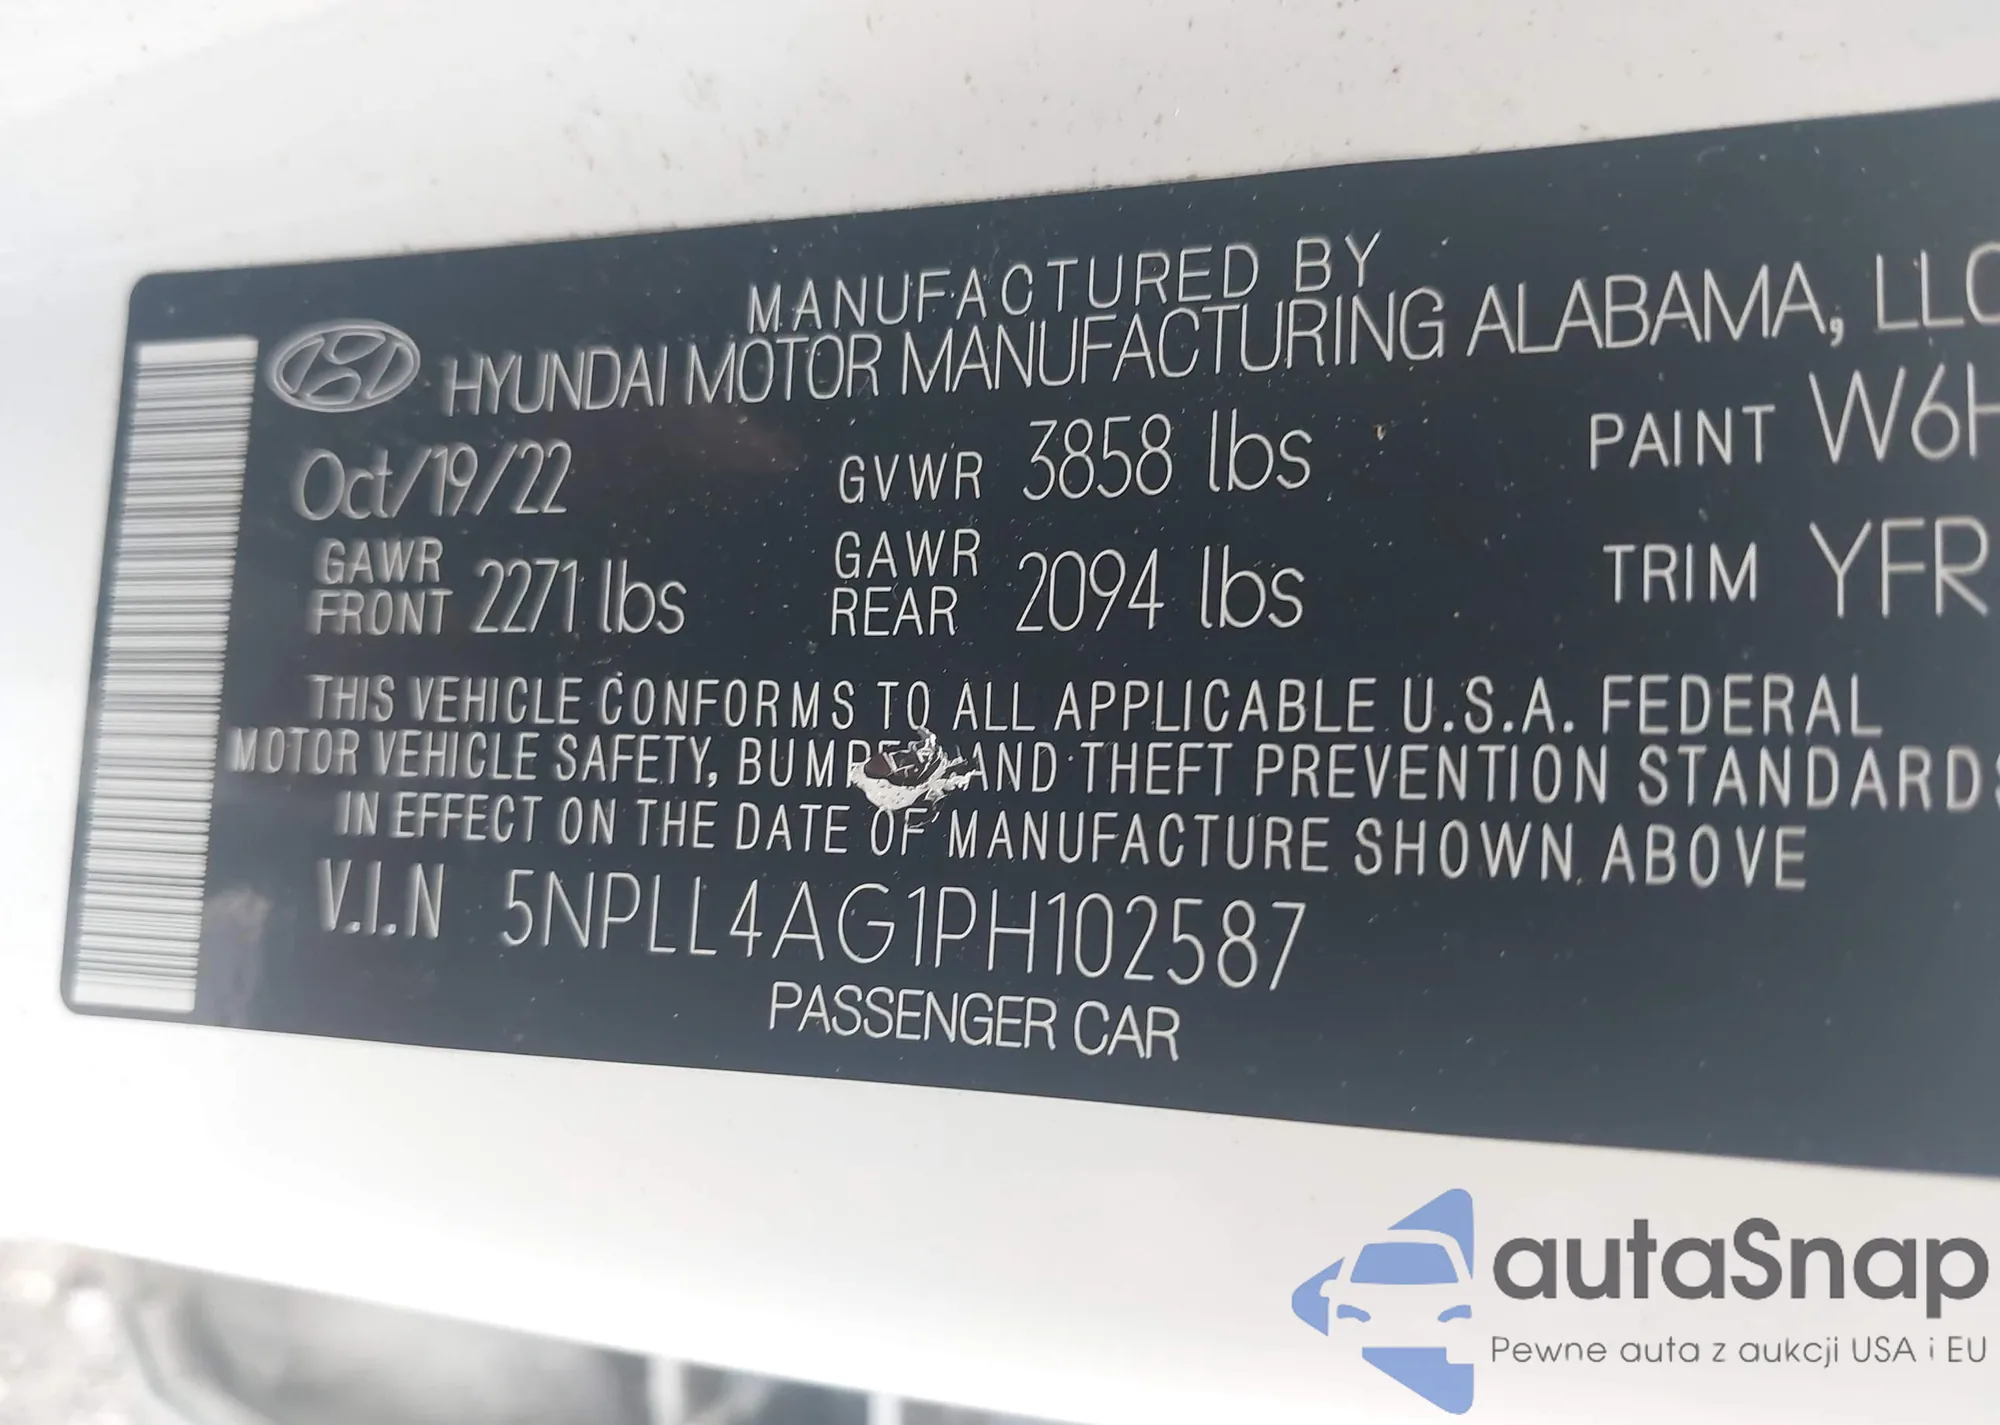 MANUFACTURED BY
HYUNDAI MOTOR MANUFACTURING ALABAMA, LLC
Oct/19/22 GVWR 3858 lbs PAINT W6H
GAWR FRONT 2271 lbs GAWR REAR 2094 lbs TRIM YFR
THIS VEHICLE CONFORMS TO ALL APPLICABLE U.S.A. FEDERAL
MOTOR VEHICLE SAFETY, AND THEFT PREVENTION STANDARDS
IN EFFECT ON THE DATE OF MANUFACTURE SHOWN ABOVE
V.I.N 5NPLL4AG1PH102587
PASSENGER CAR
autaSnap
Pewne auta z aukcji USA i EU